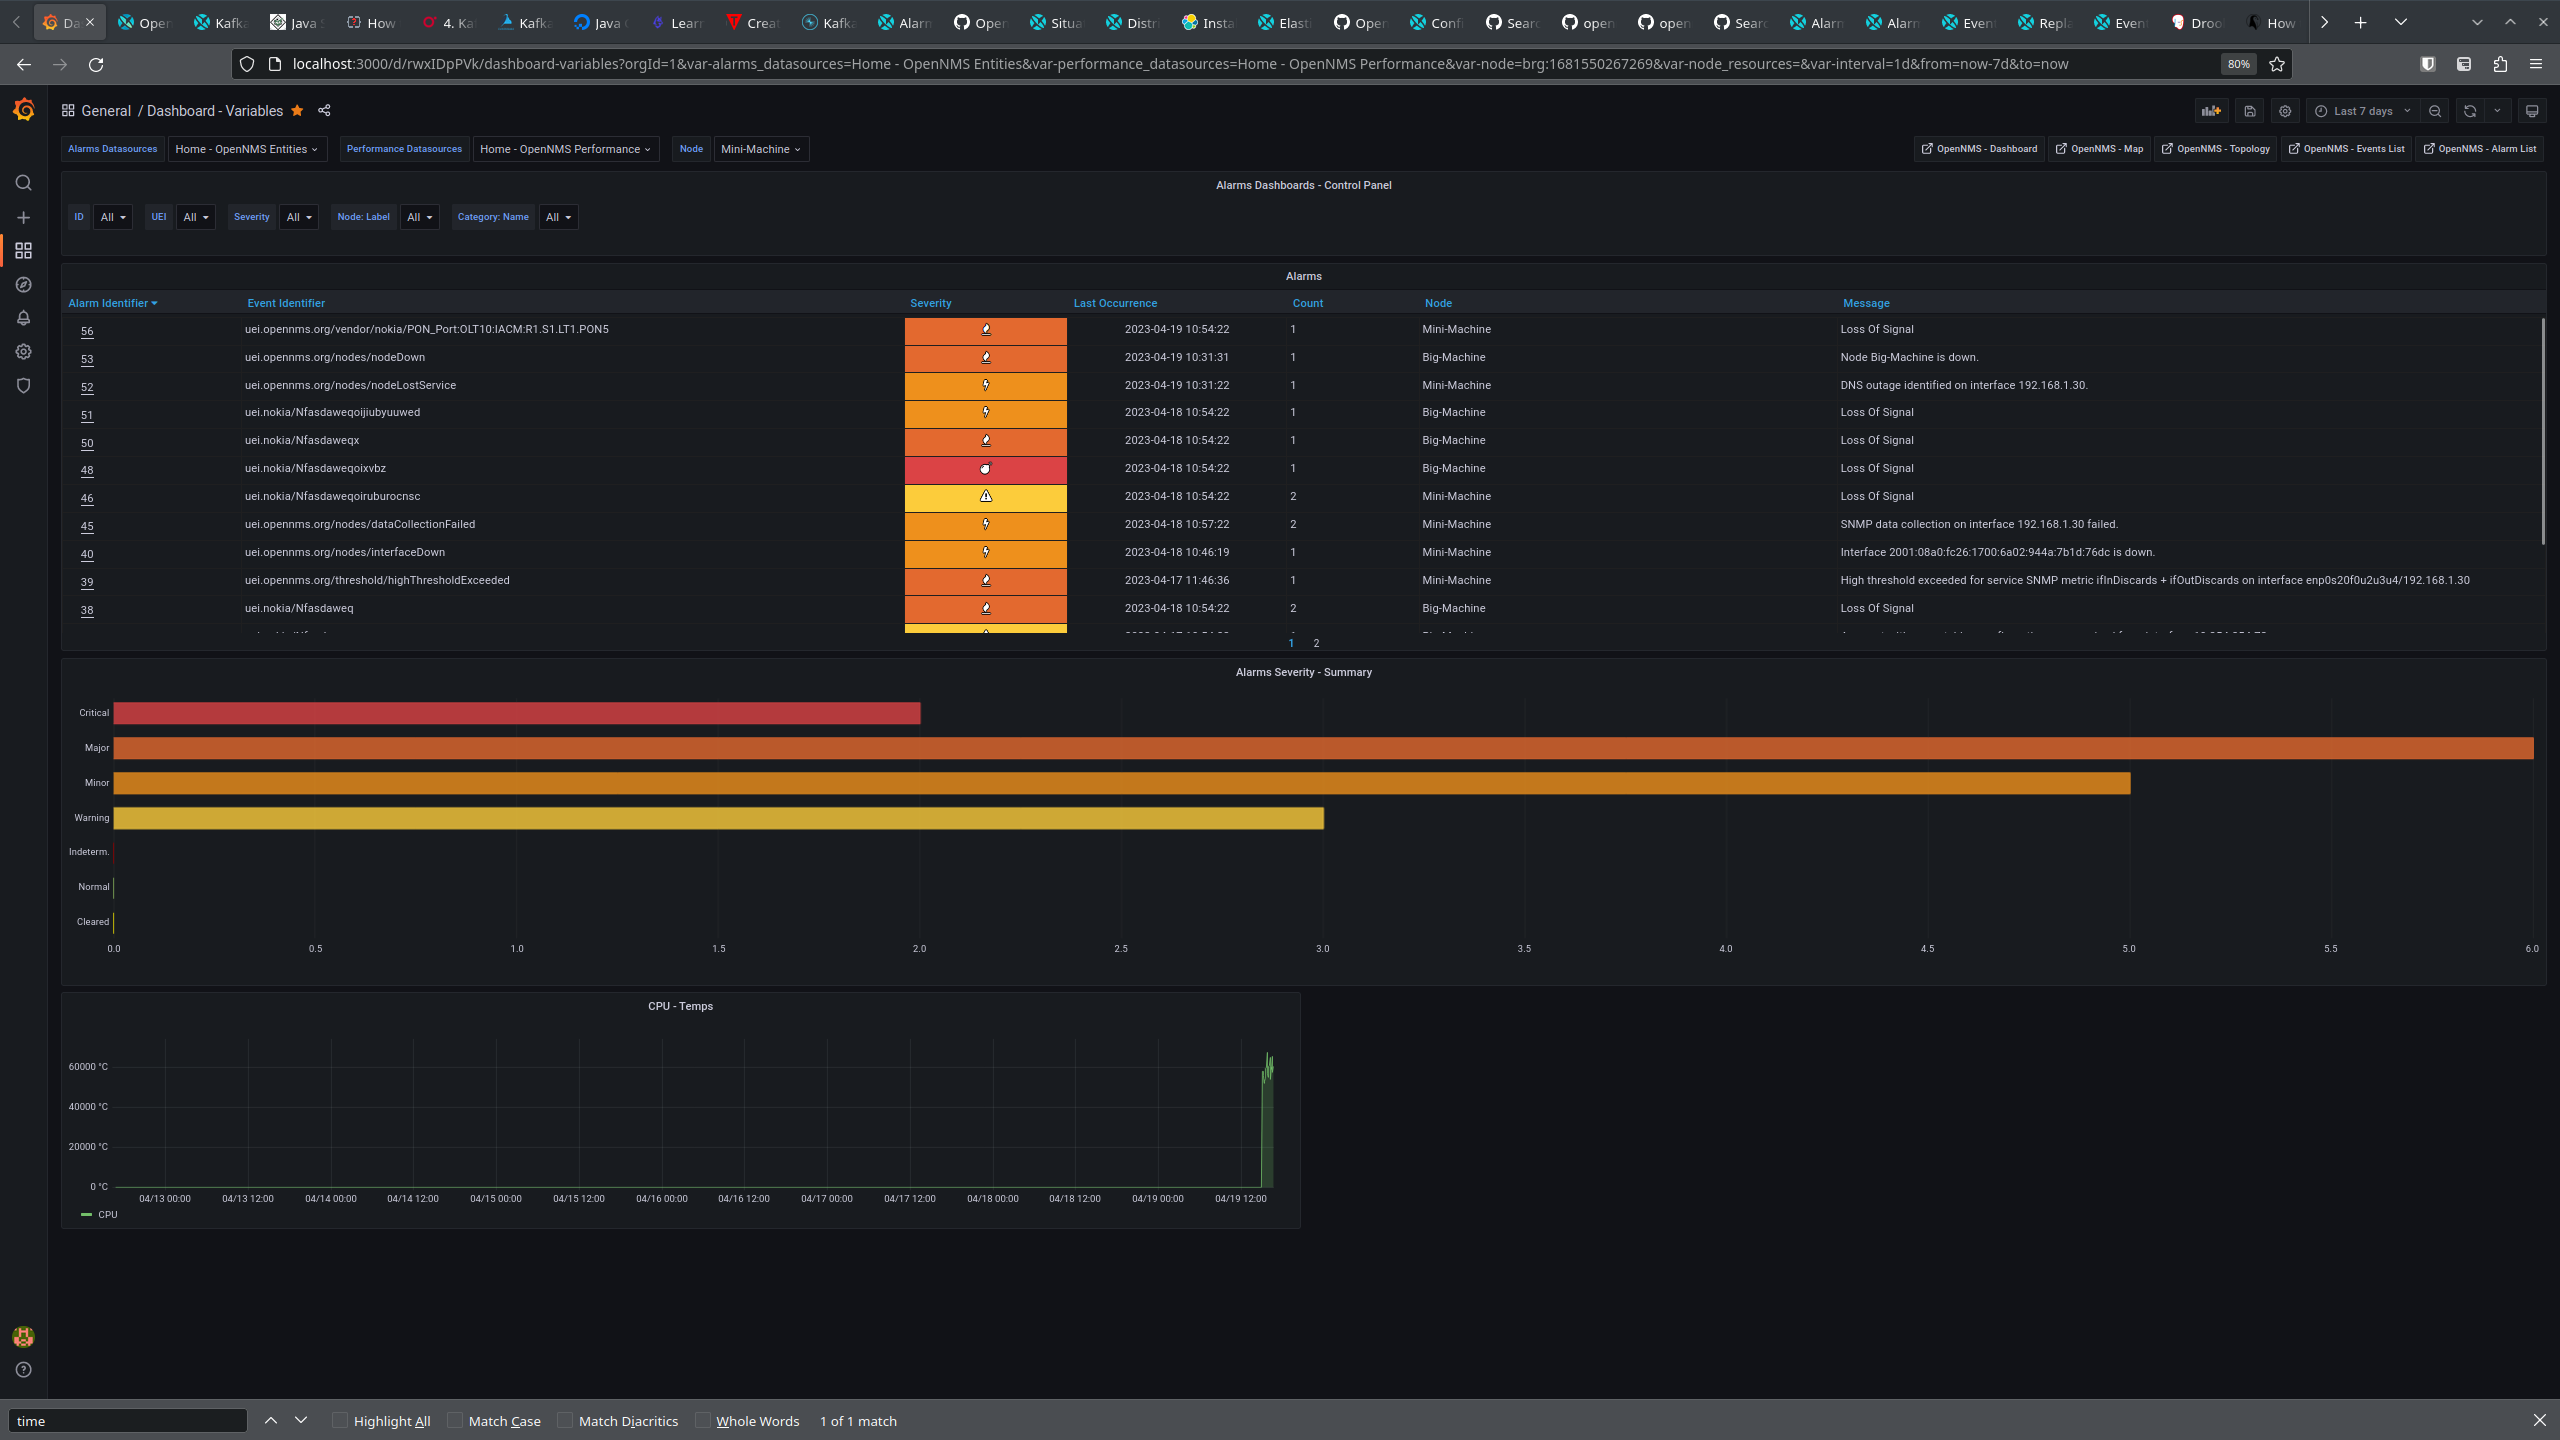 Da
Open
Kafk
Java
How
4. Ka
Kafk
Java
Learn
Creat
Kafk
Alarm
Open
Situa
Distri
Insta
Elasti
Open
Confi
Searc
open
open
Searc
Alarm
Alarm
Event
Repla
Event
Droo
How
localhost:3000/d/rwxIDpPVk/dashboard-variables?orgId=1&var-alarms_datasources=Home - OpenNMS Entities&var-performance_datasources=Home - OpenNMS Performance&var-node=brg:1681550267269&var-node_resources=&var-interval=1d&from=now-7d&to=now
80%
General / Dashboard - Variables
Last 7 days
Alarms Datasources Home - OpenNMS Entities Performance Datasources Home - OpenNMS Performance Node Mini-Machine
OpenNMS - Dashboard OpenNMS - Map OpenNMS - Topology OpenNMS - Events List OpenNMS - Alarm List
Alarms Dashboards - Control Panel
ID All UEI All Severity All Node: Label All Category: Name All
Alarms
Alarm Identifier Event Identifier Severity Last Occurrence Count Node Message
56 uei.opennms.org/vendor/nokia/PON_Port:OLT10:IACM:R1.S1.LT1.PON5 2023-04-19 10:54:22 1 Mini-Machine Loss Of Signal
53 uei.opennms.org/nodes/nodeDown 2023-04-19 10:31:31 1 Big-Machine Node Big-Machine is down.
52 uei.opennms.org/nodes/nodeLostService 2023-04-19 10:31:22 1 Mini-Machine DNS outage identified on interface 192.168.1.30.
51 uei.nokia/Nfasdaweqoijiubyuuwed 2023-04-18 10:54:22 1 Big-Machine Loss Of Signal
50 uei.nokia/Nfasdaweqx 2023-04-18 10:54:22 1 Big-Machine Loss Of Signal
48 uei.nokia/Nfasdaweqoixvbz 2023-04-18 10:54:22 1 Big-Machine Loss Of Signal
46 uei.nokia/Nfasdaweqoiruburocnsc 2023-04-18 10:54:22 2 Mini-Machine Loss Of Signal
45 uei.opennms.org/nodes/dataCollectionFailed 2023-04-18 10:57:22 2 Mini-Machine SNMP data collection on interface 192.168.1.30 failed.
40 uei.opennms.org/nodes/interfaceDown 2023-04-18 10:46:19 1 Mini-Machine Interface 2001:08a0:fc26:1700:6a02:944a:7b1d:76dc is down.
39 uei.opennms.org/threshold/highThresholdExceeded 2023-04-17 11:46:36 1 Mini-Machine High threshold exceeded for service SNMP metric ifInDiscards + ifOutDiscards on interface enp0s20f0u2u3u4/192.168.1.30
38 uei.nokia/Nfasdaweq 2023-04-18 10:54:22 2 Big-Machine Loss Of Signal
1 2
Alarms Severity - Summary
Critical
Major
Minor
Warning
Indeterm.
Normal
Cleared
0.0 0.5 1.0 1.5 2.0 2.5 3.0 3.5 4.0 4.5 5.0 5.5 6.0
CPU - Temps
60000 °C
40000 °C
20000 °C
0 °C
04/13 00:00 04/13 12:00 04/14 00:00 04/14 12:00 04/15 00:00 04/15 12:00 04/16 00:00 04/16 12:00 04/17 00:00 04/17 12:00 04/18 00:00 04/18 12:00 04/19 00:00 04/19 12:00
CPU
time Highlight All Match Case Match Diacritics Whole Words 1 of 1 match